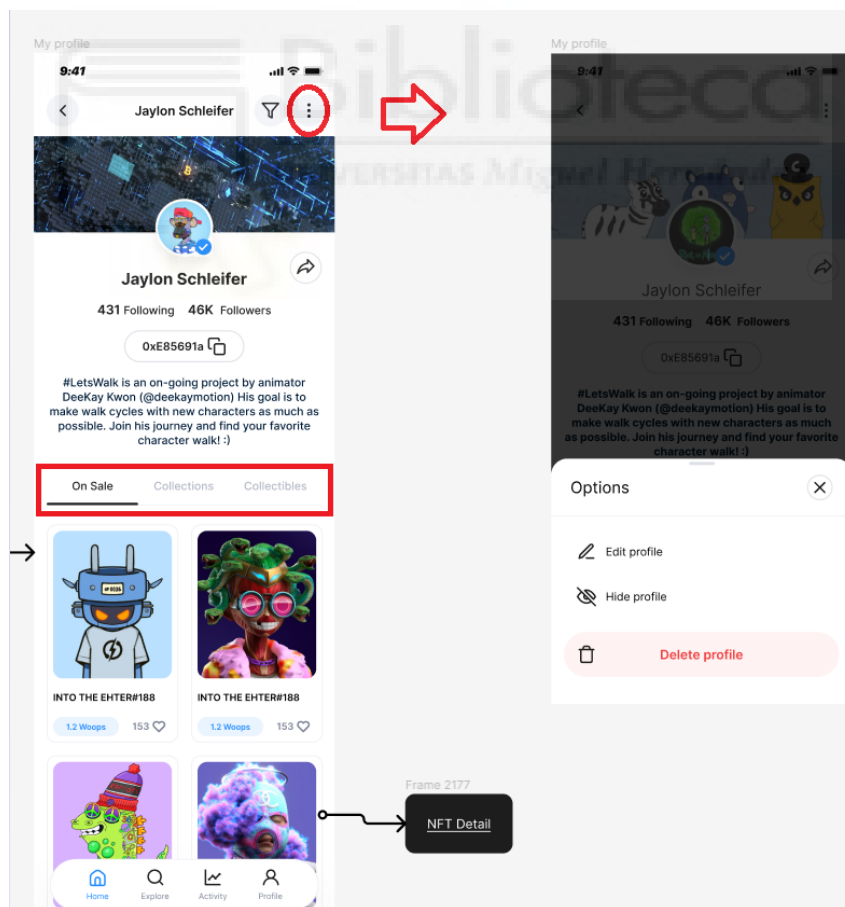 Biblioteca
UNIVERSITAS Miguel Hernández
My profile
9:41
Jaylon Schleifer
Jaylon Schleifer
431 Following 46K Followers
0xE85691a
#LetsWalk is an on-going project by animator
DeeKay Kwon (@deekaymotion) His goal is to
make walk cycles with new characters as much as
possible. Join his journey and find your favorite
character walk! :)
On Sale Collections Collectibles
# 0026
INTO THE EHTER#188
1.2 Woops 153
INTO THE EHTER#188
1.2 Woops 153
Home Explore Activity Profile
Frame 2177
NFT Detail
My profile
9:41
Jaylon Schleifer
431 Following 46K Followers
0xE85691a
#LetsWalk is an on-going project by animator
DeeKay Kwon (@deekaymotion) His goal is to
make walk cycles with new characters as much
as possible. Join his journey and find your favorite
character walk! :)
Options
Edit profile
Hide profile
Delete profile